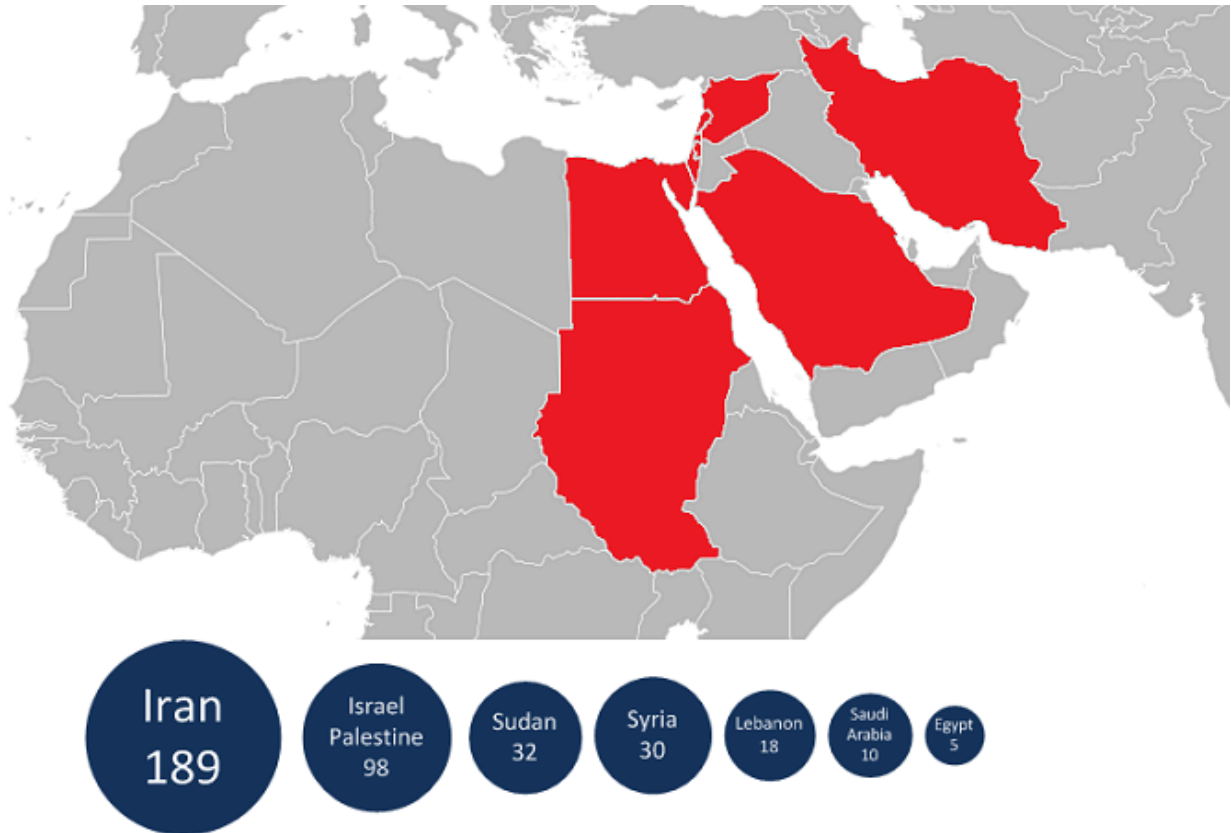 Iran
189
Israel
Palestine
98
Sudan
32
Syria
30
Lebanon
18
Saudi
Arabia
10
Egypt
5